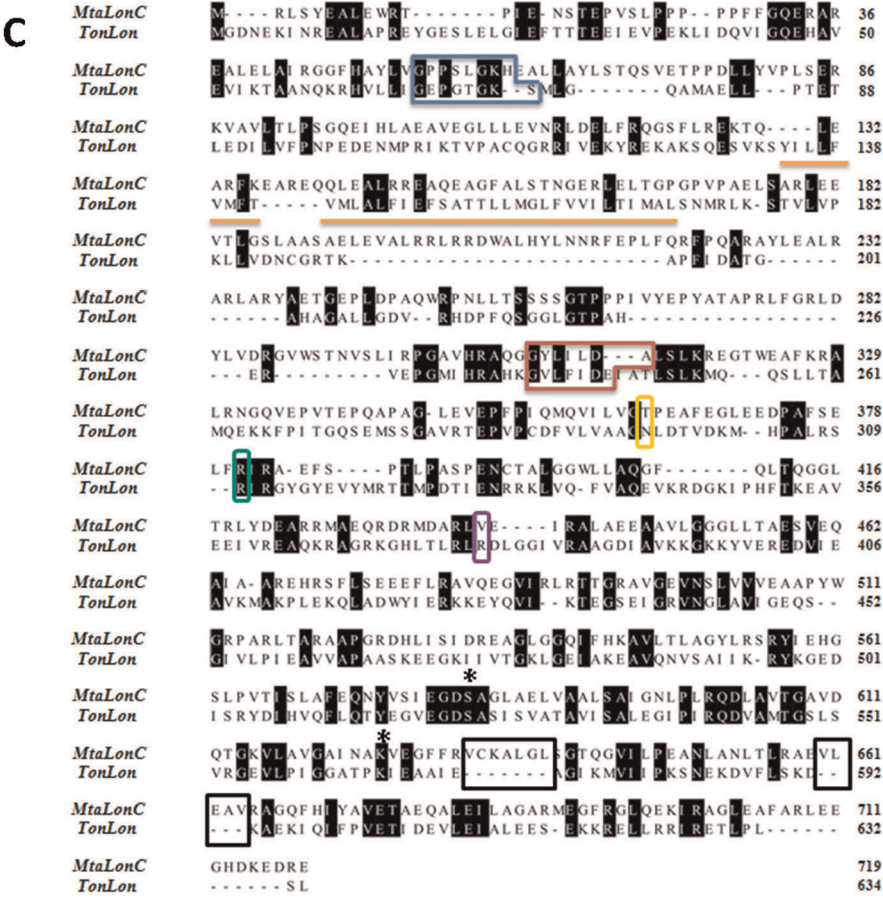 C
MtaLonC M----RLSYEALEWRT-------PIE-NSTEPVSLPPP--PPFFGQERAR 36
TonLon MGDNEKINREALAPREYGESLELGIEFTTTEEIEVPEKLIDQVIGQEHAV 50
MtaLonC EALELAIRGGFHAYLVGPPSLGKHEALLAYLSTQSVETPPDLLYVPLSER 86
TonLon EVIKTAANQKRHVLLIGEPGTGK--SMLG------QAMAELL--PTET 88
MtaLonC KVAVLTLPSGQEIHLAEAVEGLLLEVNRLDELFRQGSFLREKTQ----LE 132
TonLon LEDILVFPNPEDENMPRIKTVPACQGRRIVEKYREKAKSQESVKSYILLF 138
MtaLonC ARFKEAREQQLEALRREAQEAGFALSTNGERLELTGPGPVPAELSARLEE 182
TonLon VMFT-----VMLALFIEFSATTLLMGLFVVILTIMALSNMRLK-STVLVP 182
MtaLonC VTLGSLAASAELEVALRRLRRDWALHYLNNRFEPLFQRFPQARAYLEALR 232
TonLon KLLVDNCGRTK--------------------------APFIDATG------ 201
MtaLonC ARLARYAETGEPLDPAQWRPNLLTSSSSGTPPPIVYEPYATAPRLFGRLD 282
TonLon ------AHAGALLGDV--RHDPFQSGGLGTPAH----------------- 226
MtaLonC YLVDRGVWSTNVSLIRPGAVHRAQGGYLILD---ALSLKREGTWEAFKRA 329
TonLon ---ER-----------VEPGMIHRAHKGVLFIDEIATLSLKMQ---QSLLTA 261
MtaLonC LRNGQVEPVTEPQAPAG-LEVEPFPIQMQVILVGTPEAFEGLEEDPAFSE 378
TonLon MQEKKFPITGQSEMSSGAVRTEPVPCDFVLVAAGNLDTVDKM--HPALRS 309
MtaLonC LFRIRA-EFS-----PTLPASPENCTALGGWLLAQGF-------QLTQGGL 416
TonLon --RIRGYGYEVYMRTTMPDTIENRRKLVQ-FVAQEVKRDGKIPHFTKEAV 356
MtaLonC TRLYDEARRMAEQRDRMDARLVE----IRALAEEAAVLGGGLLTAESVEQ 462
TonLon EEIVREAQKRAGRKGHLTLRLRDLGGIVRAAGDIAVKKGKKYVEREDVIE 406
MtaLonC AIA-AREHRSFLSEEEFLRAVQEGVIRLRTTGRAVGEVNSLVVVEAAPYW 511
TonLon AVKMAKPLEKQLADWYIERKKEYQVI--KTEGSEIGRVNGLAVIGEQS-- 452
MtaLonC GRPARLTARAAPGRDHLISIDREAGLGGQIFHKAVLTLAGYLRSRYIEHG 561
TonLon GIVLPIEAVVAPAASKEEGKIIVTGKLGEIAKEAVQNVSAIIK-RYKGED 501
* 
MtaLonC SLPVTISLAFEQNYVSIEGDSAGLAELVAALSAIGNLPLRQDLAVTGAVD 611
TonLon ISRYDIHVQFLQTYEGVEGDSASISVATAVISALEGIPIRQDVAMTGSLS 551
*
MtaLonC QTGKVLAVGAINAKVEGFFRVCKALGLSGTQGVILPEANLANLTLRAEVL 661
TonLon VRGEVLPIGGATPKIEAAIE-------AGIKMVIIPKSNEKDVFLSKD-- 592
MtaLonC EAVRAGQFHIYAVETAEQALEILAGARMEGFRGLQEKIRAGLEAFARLEE 711
TonLon ---KAEKIQIFPVETIDEVLEIALEES-EKKRELLRRIRETLPL------ 632
MtaLonC GHDKEDRE 719
TonLon ------SL 634